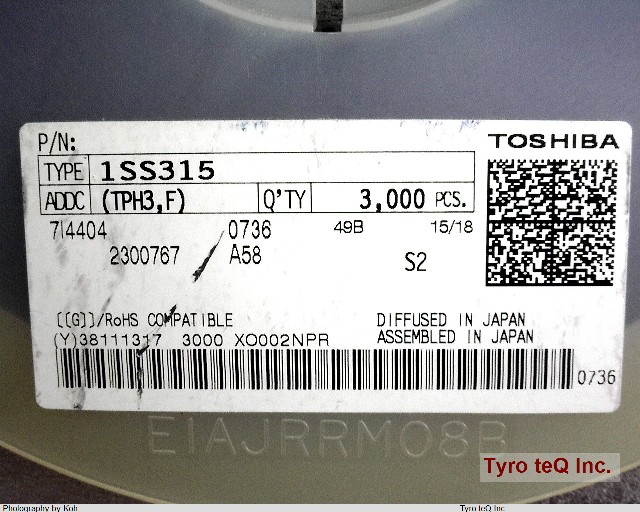 P/N:
TOSHIBA
TYPE 1SS315
ADDC (TPH3,F) Q'TY 3,000 PCS.
714404 0736 49B 15/18
2300767 A58 S2
[[G]]/RoHS COMPATIBLE DIFFUSED IN JAPAN
(Y)38111317 3000 XO002NPR ASSEMBLED IN JAPAN
0736
EIAJRRM08B
Tyro teQ Inc.
Photography by Koh Tyro teQ Inc